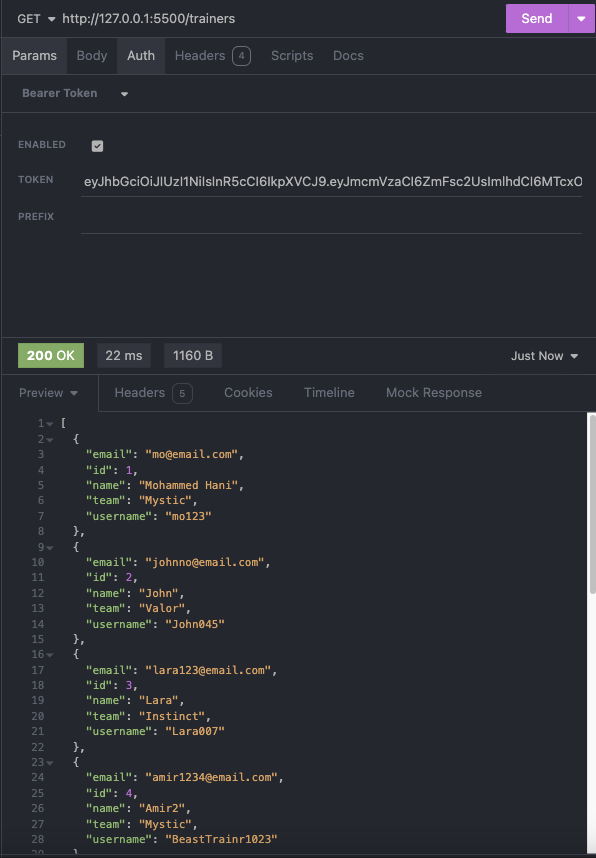 GET http://127.0.0.1:5500/trainers Send
Params Body Auth Headers 4 Scripts Docs
Bearer Token
ENABLED
TOKEN eyJhbGciOiJIUzI1NiIsInR5cCI6IkpXVCJ9.eyJmcmVzaCI6ZmFsc2UsImlhdCI6MTcxO
PREFIX
200 OK 22 ms 1160 B Just Now
Preview Headers 5 Cookies Timeline Mock Response
1 [
2 {
3 "email": "mo@email.com",
4 "id": 1,
5 "name": "Mohammed Hani",
6 "team": "Mystic",
7 "username": "mo123"
8 },
9 {
10 "email": "johnno@email.com",
11 "id": 2,
12 "name": "John",
13 "team": "Valor",
14 "username": "John045"
15 },
16 {
17 "email": "lara123@email.com",
18 "id": 3,
19 "name": "Lara",
20 "team": "Instinct",
21 "username": "Lara007"
22 },
23 {
24 "email": "amir1234@email.com",
25 "id": 4,
26 "name": "Amir2",
27 "team": "Mystic",
28 "username": "BeastTrainr1023"
29 }